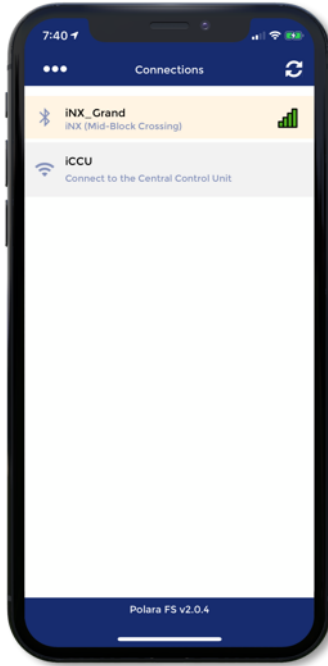 7:40
Connections
iNX_Grand
iNX (Mid-Block Crossing)
iCCU
Connect to the Central Control Unit
Polara FS v2.0.4